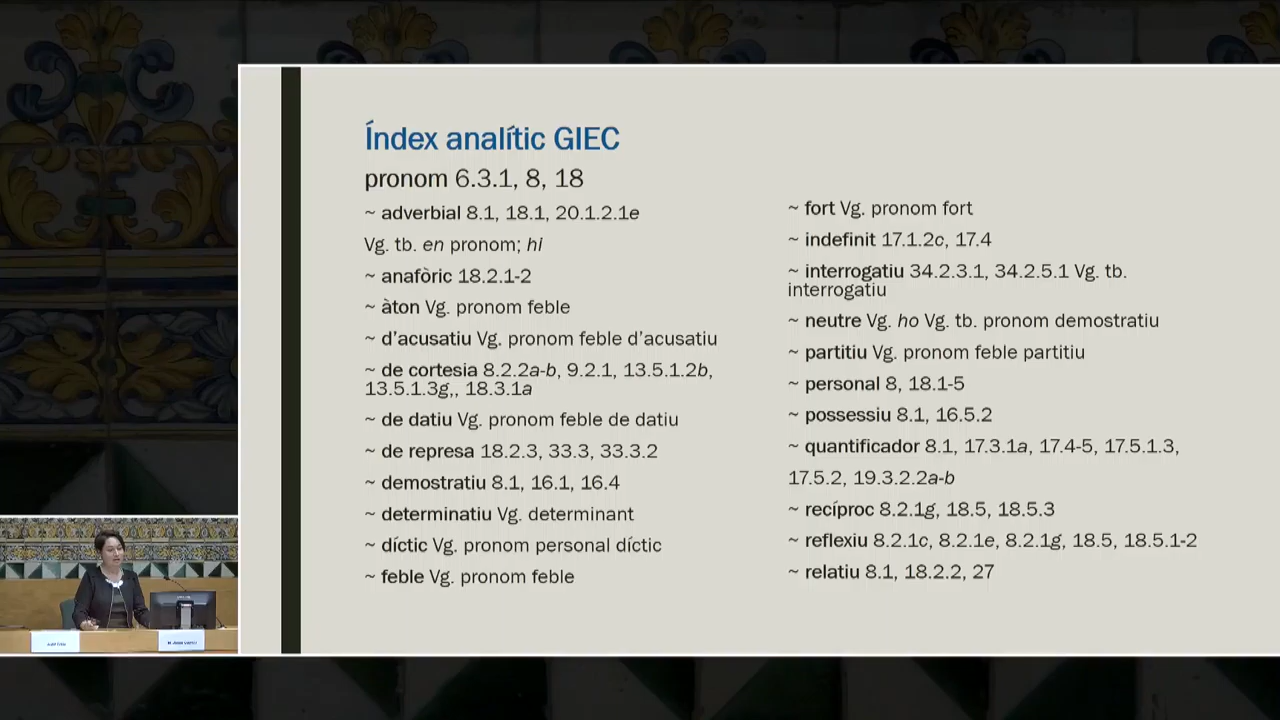 Índex analític GIEC
pronom 6.3.1, 8, 18
~ adverbial 8.1, 18.1, 20.1.2.1e
Vg. tb. en pronom; hi
~ anafòric 18.2.1-2
~ àton Vg. pronom feble
~ d’acusatiu Vg. pronom feble d’acusatiu
~ de cortesia 8.2.2a-b, 9.2.1, 13.5.1.2b,
13.5.1.3g,, 18.3.1a
~ de datiu Vg. pronom feble de datiu
~ de represa 18.2.3, 33.3, 33.3.2
~ demostratiu 8.1, 16.1, 16.4
~ determinatiu Vg. determinant
~ díctic Vg. pronom personal díctic
~ feble Vg. pronom feble
~ fort Vg. pronom fort
~ indefinit 17.1.2c, 17.4
~ interrogatiu 34.2.3.1, 34.2.5.1 Vg. tb.
interrogatiu
~ neutre Vg. ho Vg. tb. pronom demostratiu
~ partitiu Vg. pronom feble partitiu
~ personal 8, 18.1-5
~ possessiu 8.1, 16.5.2
~ quantificador 8.1, 17.3.1a, 17.4-5, 17.5.1.3,
17.5.2, 19.3.2.2a-b
~ recíproc 8.2.1g, 18.5, 18.5.3
~ reflexiu 8.2.1c, 8.2.1e, 8.2.1g, 18.5, 18.5.1-2
~ relatiu 8.1, 18.2.2, 27